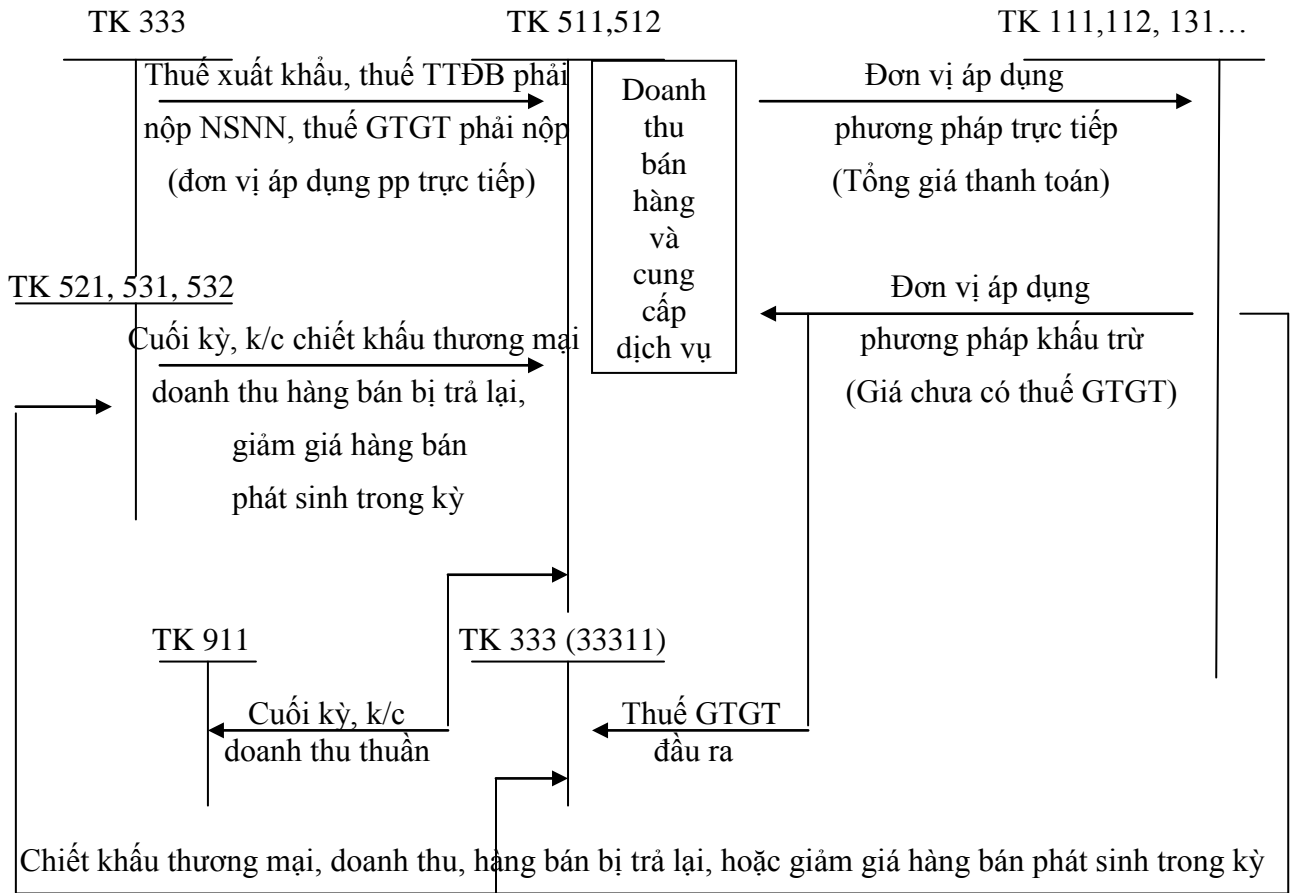 TK 333
TK 511,512
TK 111,112, 131…
Thuế xuất khẩu, thuế TTĐB phải
nộp NSNN, thuế GTGT phải nộp
(đơn vị áp dụng pp trực tiếp)
Doanh
thu
bán
hàng
và
cung
cấp
dịch vụ
Đơn vị áp dụng
phương pháp trực tiếp
(Tổng giá thanh toán)
TK 521, 531, 532
Cuối kỳ, k/c chiết khấu thương mại
doanh thu hàng bán bị trả lại,
giảm giá hàng bán
phát sinh trong kỳ
Đơn vị áp dụng
phương pháp khấu trừ
(Giá chưa có thuế GTGT)
TK 911
TK 333 (33311)
Cuối kỳ, k/c
doanh thu thuần
Thuế GTGT
đầu ra
Chiết khấu thương mại, doanh thu, hàng bán bị trả lại, hoặc giảm giá hàng bán phát sinh trong kỳ